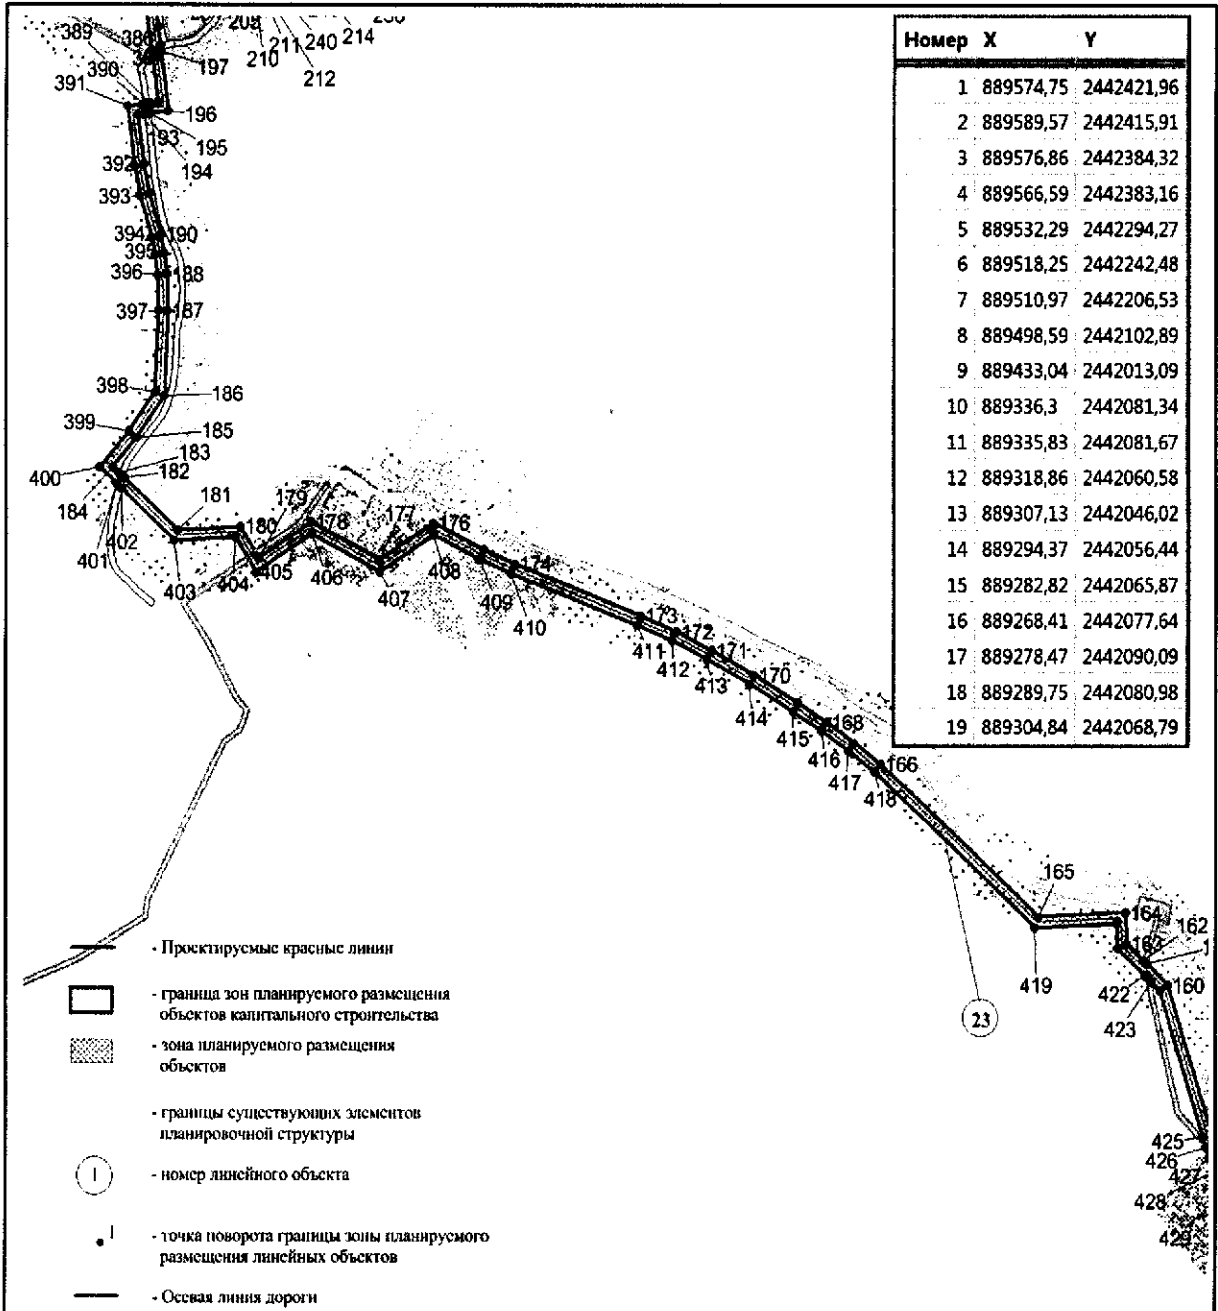 Номер X Y
1 889574,75 2442421,96
2 889589,57 2442415,91
3 889576,86 2442384,32
4 889566,59 2442383,16
5 889532,29 2442294,27
6 889518,25 2442242,48
7 889510,97 2442206,53
8 889498,59 2442102,89
9 889433,04 2442013,09
10 889336,3 2442081,34
11 889335,83 2442081,67
12 889318,86 2442060,58
13 889307,13 2442046,02
14 889294,37 2442056,44
15 889282,82 2442065,87
16 889268,41 2442077,64
17 889278,47 2442090,09
18 889289,75 2442080,98
19 889304,84 2442068,79
389
386
209
211
240
214
210
212
390
197
391
196
193
195
194
392
393
394
190
395
396
188
397
187
398
186
399
185
183
400
182
184
181
179
180
178
177
176
401
402
403
404
405
406
407
408
409
174
410
173
411
172
412
171
413
170
414
415
168
416
417
166
418
165
164
163
162
419
160
422
423
23
425
426
427
428
429
- Проектируемые красные линии
- граница зон планируемого размещения
объектов капитального строительства
- зона планируемого размещения
объектов
- границы существующих элементов
планировочной структуры
1
- номер линейного объекта
1
- точка поворота границы зоны планируемого
размещения линейных объектов
- Осевая линия дороги